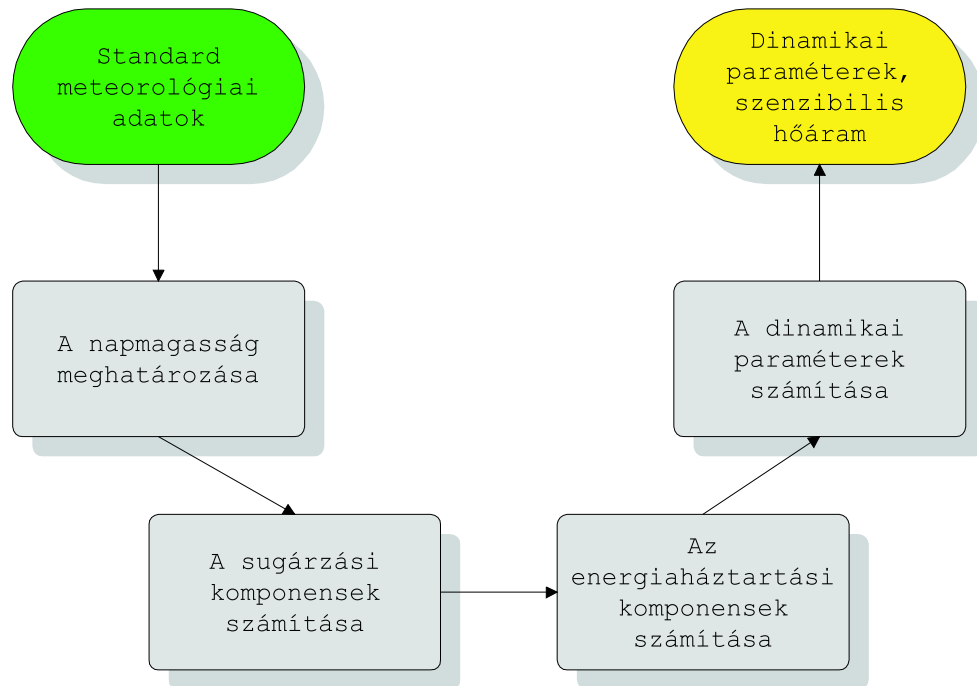 Standard
meteorológiai
adatok
Dinamikai
paraméterek,
szenzibilis
hőáram
A napmagasság
meghatározása
A dinamikai
paraméterek
számítása
A sugárzási
komponensek
számítása
Az
energiaháztartási
komponensek
számítása